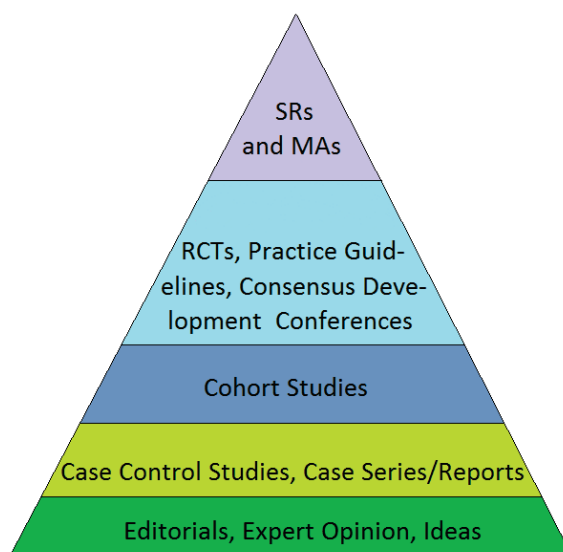 SRs
and MAs
RCTs, Practice Guid-
elines, Consensus Deve-
lopment Conferences
Cohort Studies
Case Control Studies, Case Series/Reports
Editorials, Expert Opinion, Ideas